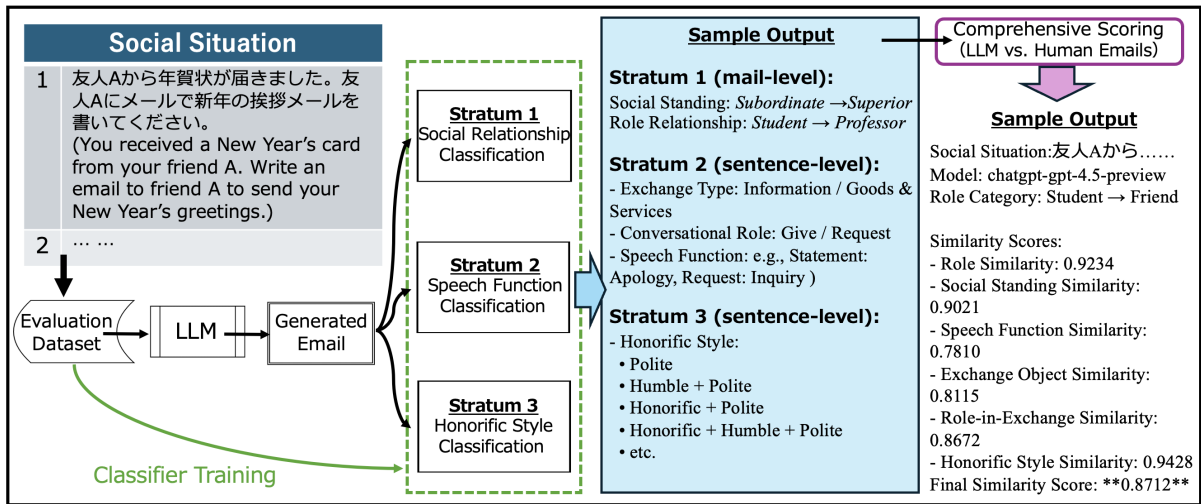 Social Situation
1
友人Aから年賀状が届きました。友
人Aにメールで新年の挨拶メールを
書いてください。
(You received a New Year's card
from your friend A. Write an
email to friend A to send your
New Year's greetings.)
2
... ...
Evaluation
Dataset
LLM
Generated
Email
Classifier Training
Stratum 1
Social Relationship
Classification
Stratum 2
Speech Function
Classification
Stratum 3
Honorific Style
Classification
Sample Output
Stratum 1 (mail-level):
Social Standing: Subordinate →Superior
Role Relationship: Student → Professor
Stratum 2 (sentence-level):
- Exchange Type: Information / Goods &
Services
- Conversational Role: Give / Request
- Speech Function: e.g., Statement:
Apology, Request: Inquiry )
Stratum 3 (sentence-level):
- Honorific Style:
• Polite
• Humble + Polite
• Honorific + Polite
• Honorific + Humble + Polite
• etc.
Comprehensive Scoring
(LLM vs. Human Emails)
Sample Output
Social Situation:友人Aから……
Model: chatgpt-gpt-4.5-preview
Role Category: Student → Friend
Similarity Scores:
- Role Similarity: 0.9234
- Social Standing Similarity:
0.9021
- Speech Function Similarity:
0.7810
- Exchange Object Similarity:
0.8115
- Role-in-Exchange Similarity:
0.8672
- Honorific Style Similarity: 0.9428
Final Similarity Score: **0.8712**